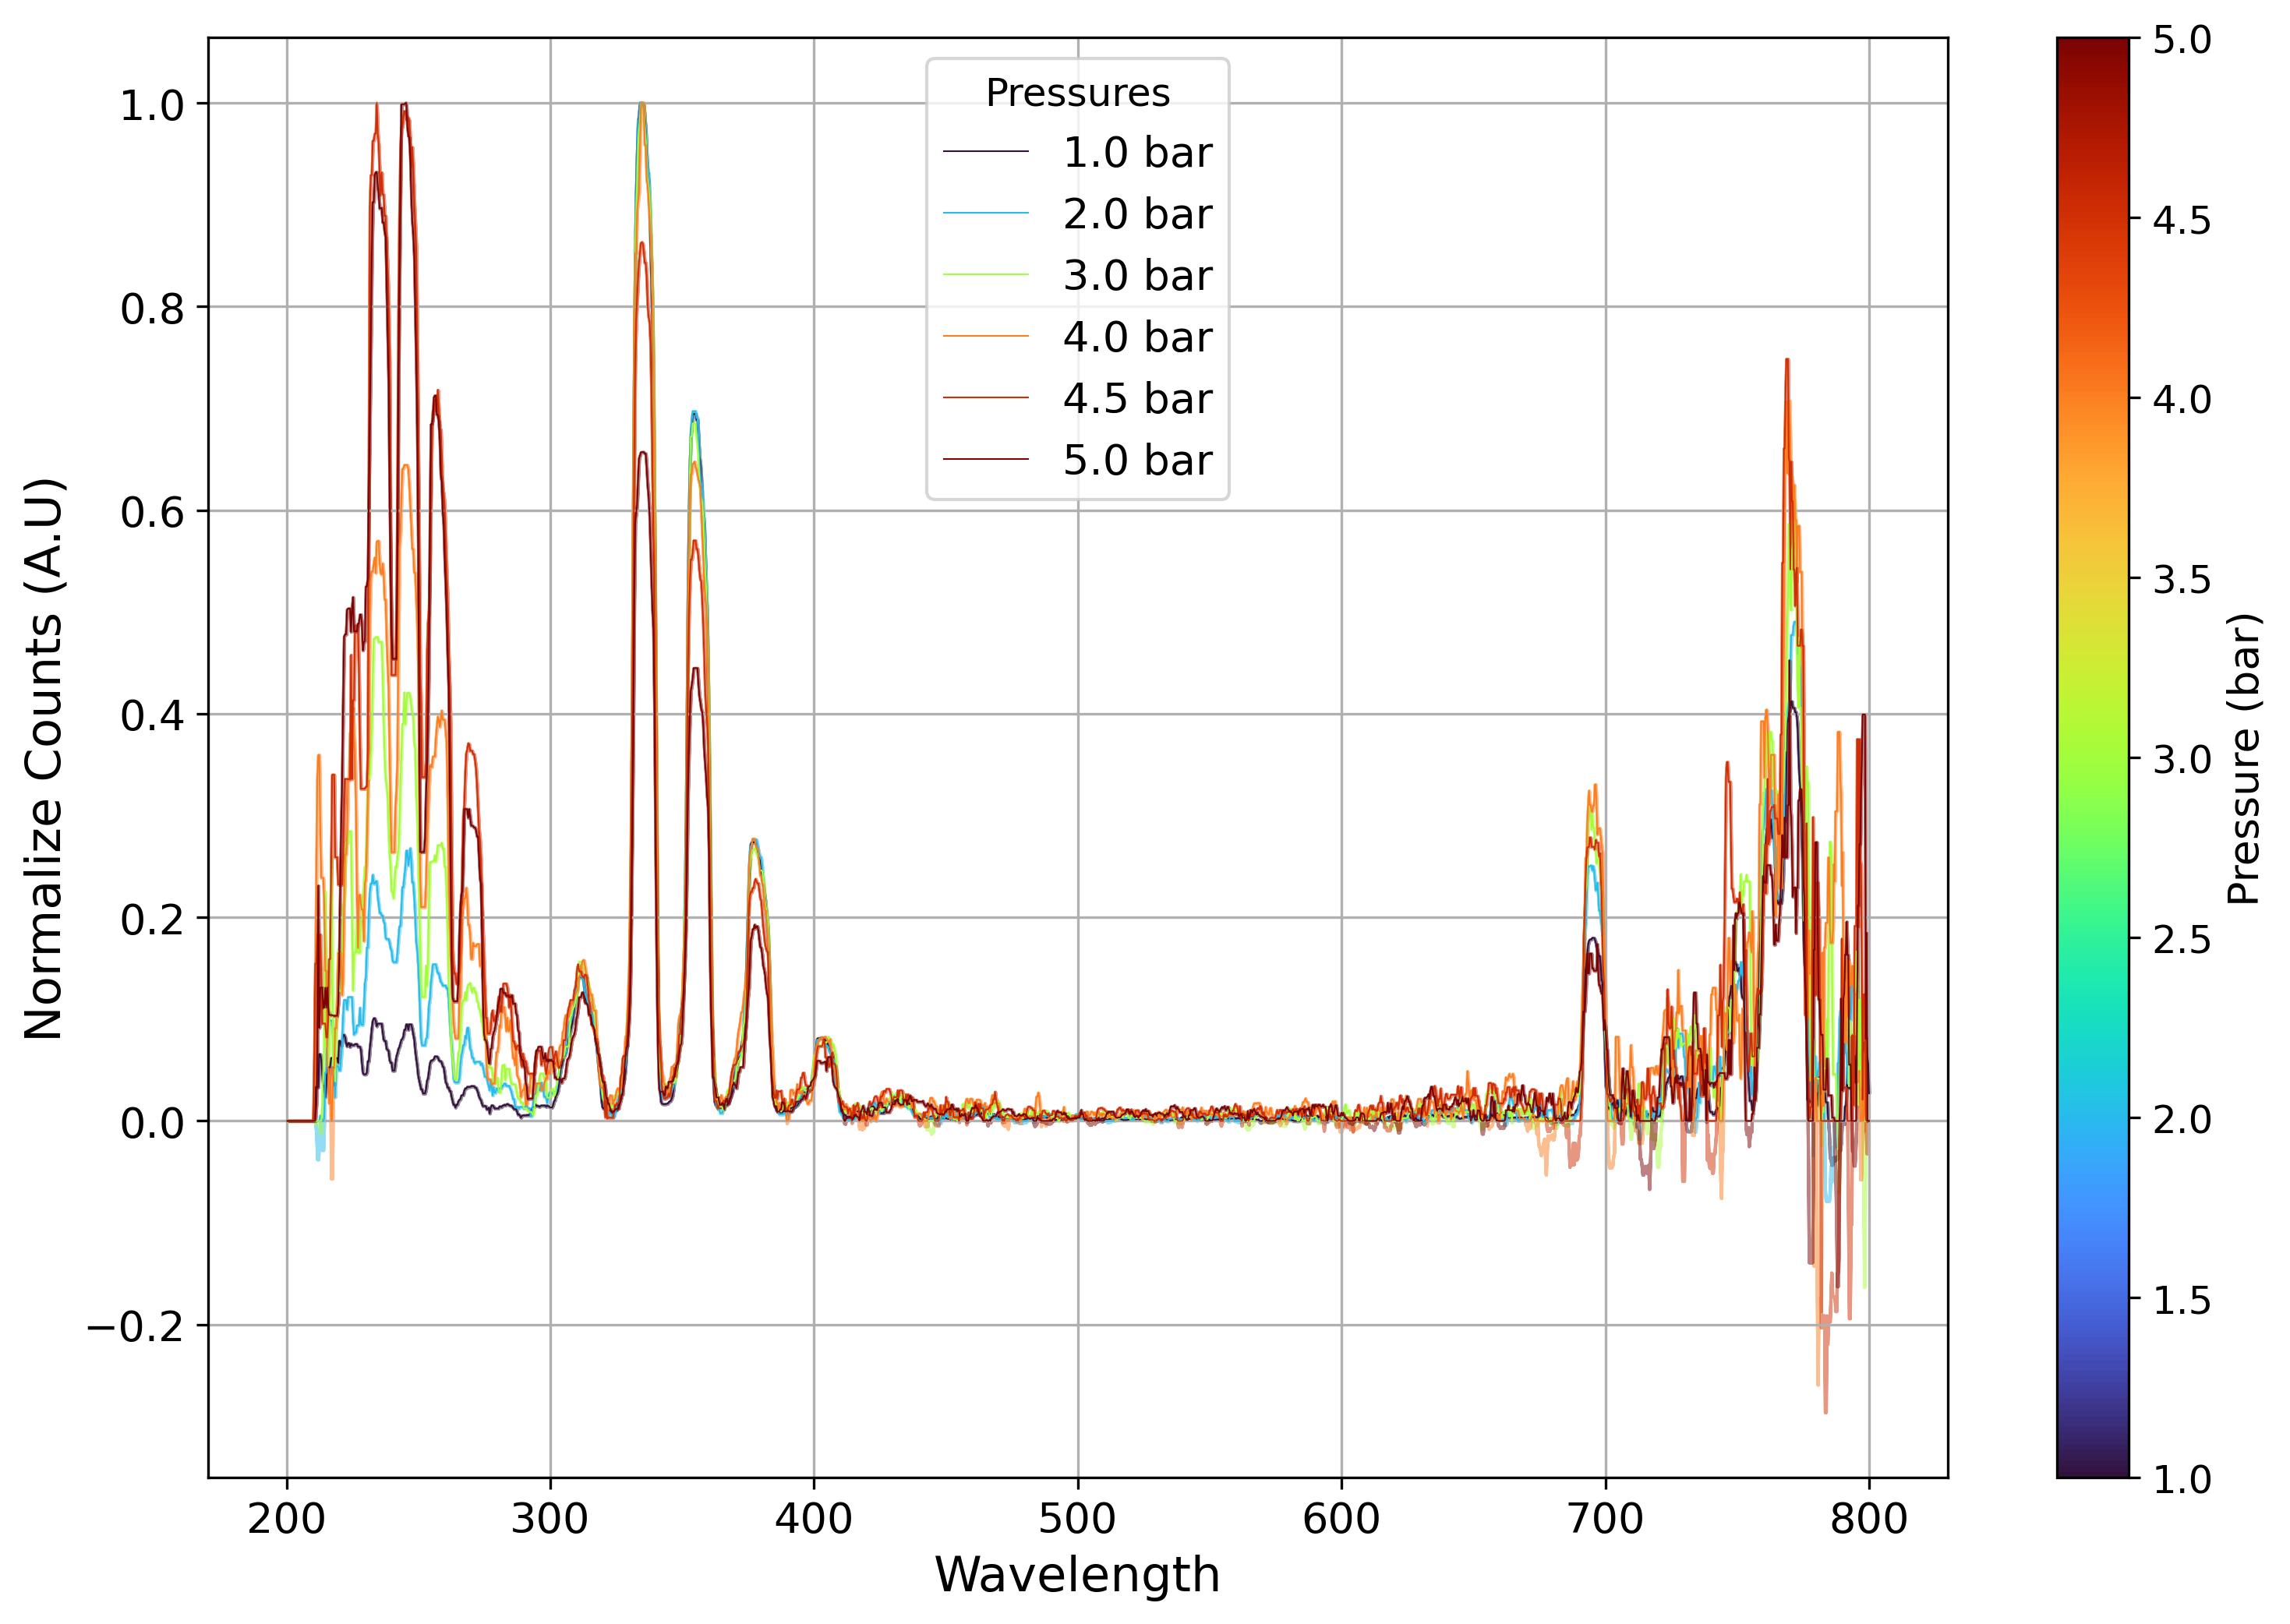 Pressures
1.0 bar
2.0 bar
3.0 bar
4.0 bar
4.5 bar
5.0 bar
Normalize Counts (A.U)
1.0
0.8
0.6
0.4
0.2
0.0
−0.2
200 300 400 500 600 700 800
Wavelength
5.0
4.5
4.0
3.5
3.0
2.5
2.0
1.5
1.0
Pressure (bar)